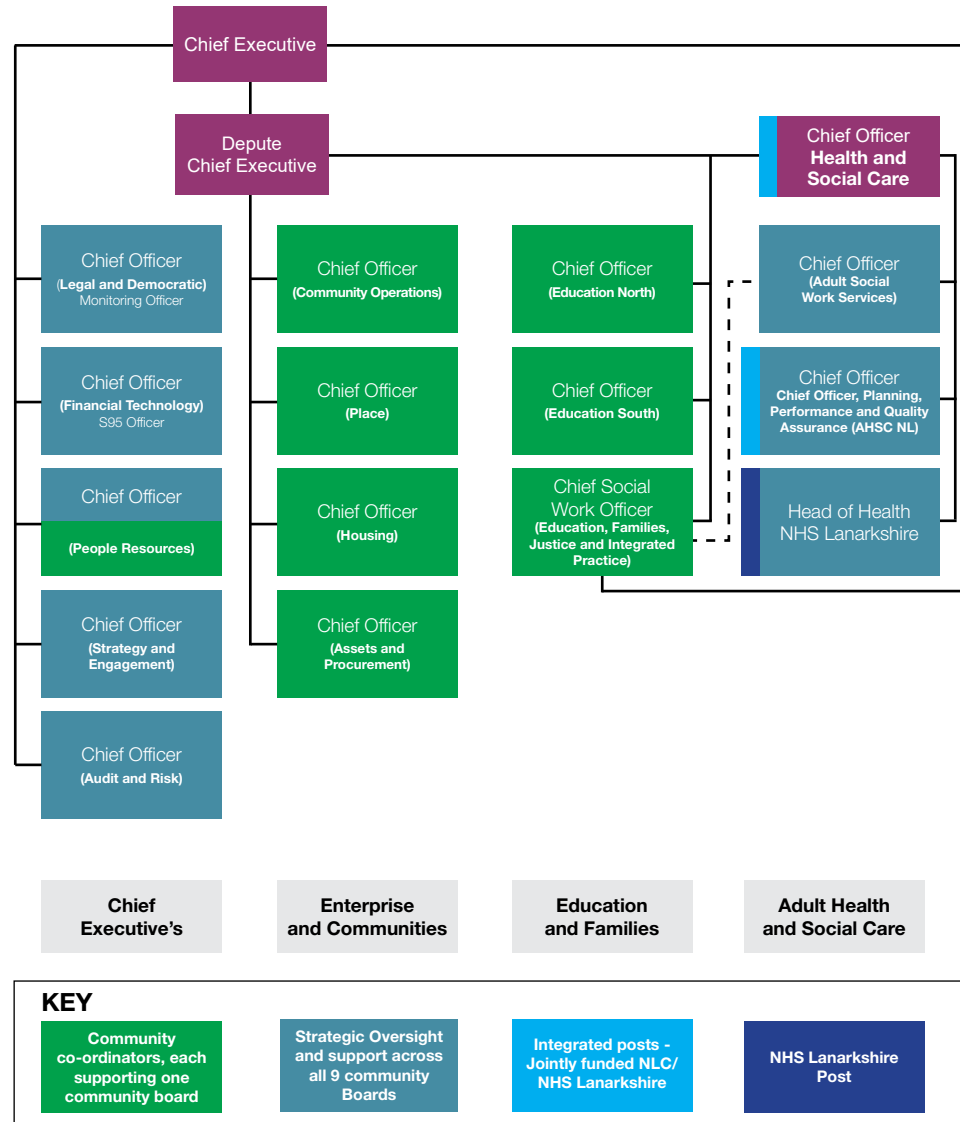 Chief Executive
Depute
Chief Executive
Chief Officer
Health and
Social Care
Chief Officer
(Legal and Democratic)
Monitoring Officer
Chief Officer
(Financial Technology)
S95 Officer
Chief Officer
(People Resources)
Chief Officer
(Strategy and
Engagement)
Chief Officer
(Audit and Risk)
Chief Officer
(Community Operations)
Chief Officer
(Place)
Chief Officer
(Housing)
Chief Officer
(Assets and
Procurement)
Chief Officer
(Education North)
Chief Officer
(Education South)
Chief Social
Work Officer
(Education, Families,
Justice and Integrated
Practice)
Chief Officer
(Adult Social
Work Services)
Chief Officer
Chief Officer, Planning,
Performance and Quality
Assurance (AHSC NL)
Head of Health
NHS Lanarkshire
Chief
Executive’s
Enterprise
and Communities
Education
and Families
Adult Health
and Social Care
KEY
Community
co-ordinators, each
supporting one
community board
Strategic Oversight
and support across
all 9 community
Boards
Integrated posts -
Jointly funded NLC/
NHS Lanarkshire
NHS Lanarkshire
Post